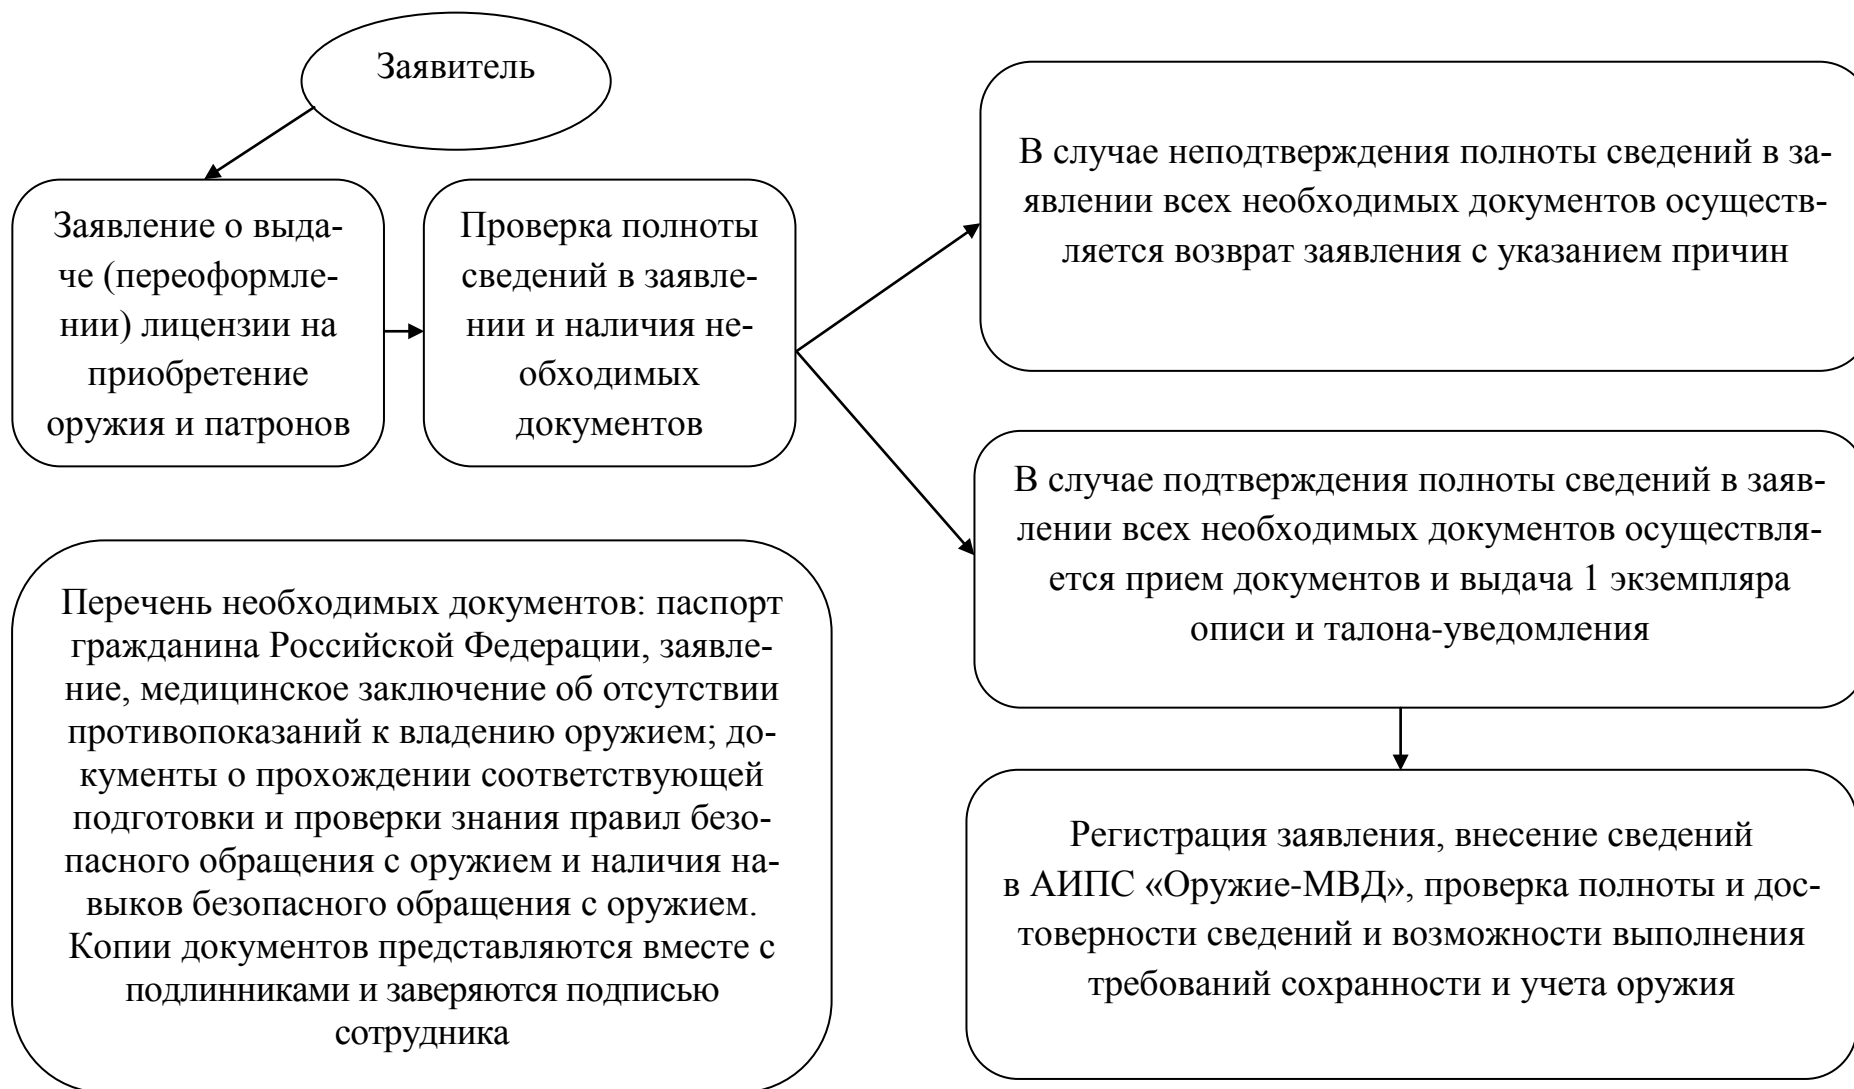 Заявитель
Заявление о выда-
че (переоформле-
нии) лицензии на
приобретение
оружия и патронов
Проверка полноты
сведений в заявле-
нии и наличия не-
обходимых
документов
В случае неподтверждения полноты сведений в за-
явлении всех необходимых документов осуществ-
ляется возврат заявления с указанием причин
В случае подтверждения полноты сведений в заяв-
лении всех необходимых документов осуществля-
ется прием документов и выдача 1 экземпляра
описи и талона-уведомления
Перечень необходимых документов: паспорт
гражданина Российской Федерации, заявле-
ние, медицинское заключение об отсутствии
противопоказаний к владению оружием; до-
кументы о прохождении соответствующей
подготовки и проверки знания правил безо-
пасного обращения с оружием и наличия на-
выков безопасного обращения с оружием.
Копии документов представляются вместе с
подлинниками и заверяются подписью
сотрудника
Регистрация заявления, внесение сведений
в АИПС «Оружие-МВД», проверка полноты и дос-
товерности сведений и возможности выполнения
требований сохранности и учета оружия